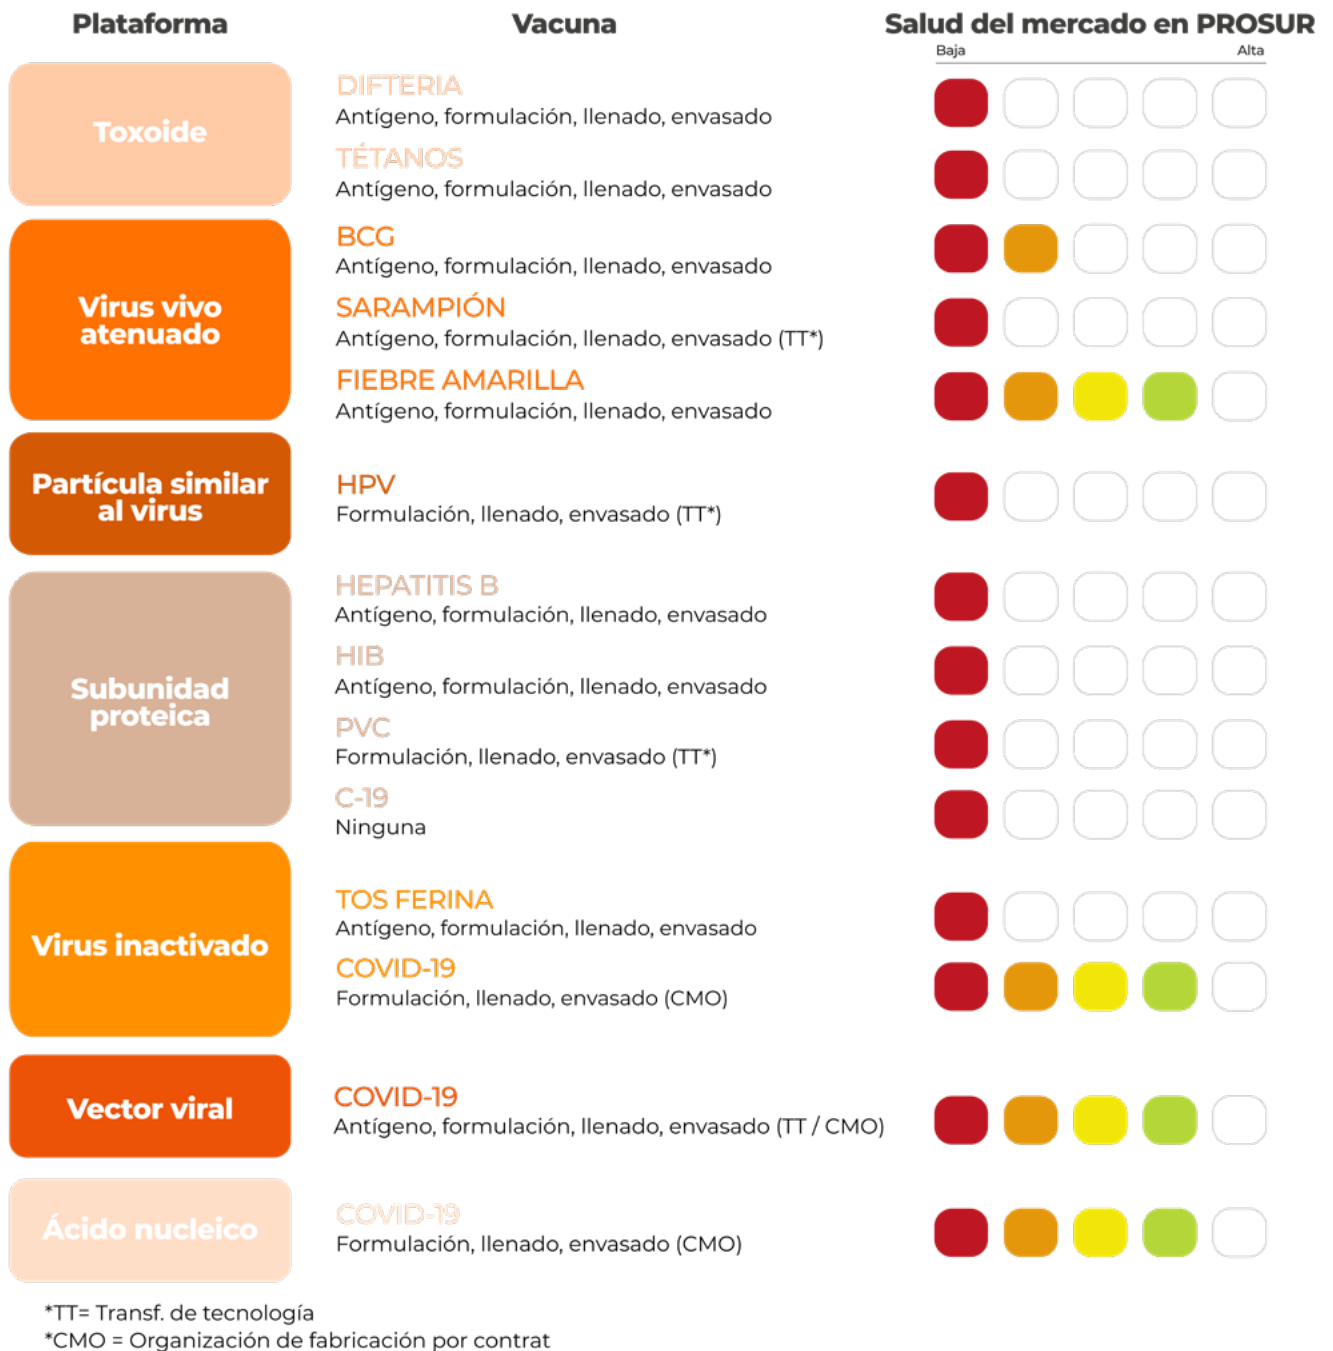 Plataforma
Vacuna
Salud del mercado en PROSUR
Baja
Alta
Toxoide
DIFTERIA
Antígeno, formulación, llenado, envasado
TÉTANOS
Antígeno, formulación, llenado, envasado
Virus vivo
atenuado
BCG
Antígeno, formulación, llenado, envasado
SARAMPIÓN
Antígeno, formulación, llenado, envasado (TT*)
FIEBRE AMARILLA
Antígeno, formulación, llenado, envasado
Partícula similar
al virus
HPV
Formulación, llenado, envasado (TT*)
Subunidad
proteica
HEPATITIS B
Antígeno, formulación, llenado, envasado
HIB
Antígeno, formulación, llenado, envasado
PVC
Formulación, llenado, envasado (TT*)
C-19
Ninguna
Virus inactivado
TOS FERINA
Antígeno, formulación, llenado, envasado
COVID-19
Formulación, llenado, envasado (CMO)
Vector viral
COVID-19
Antígeno, formulación, llenado, envasado (TT / CMO)
Ácido nucleico
COVID-19
Formulación, llenado, envasado (CMO)
*TT= Transf. de tecnología
*CMO = Organización de fabricación por contrat